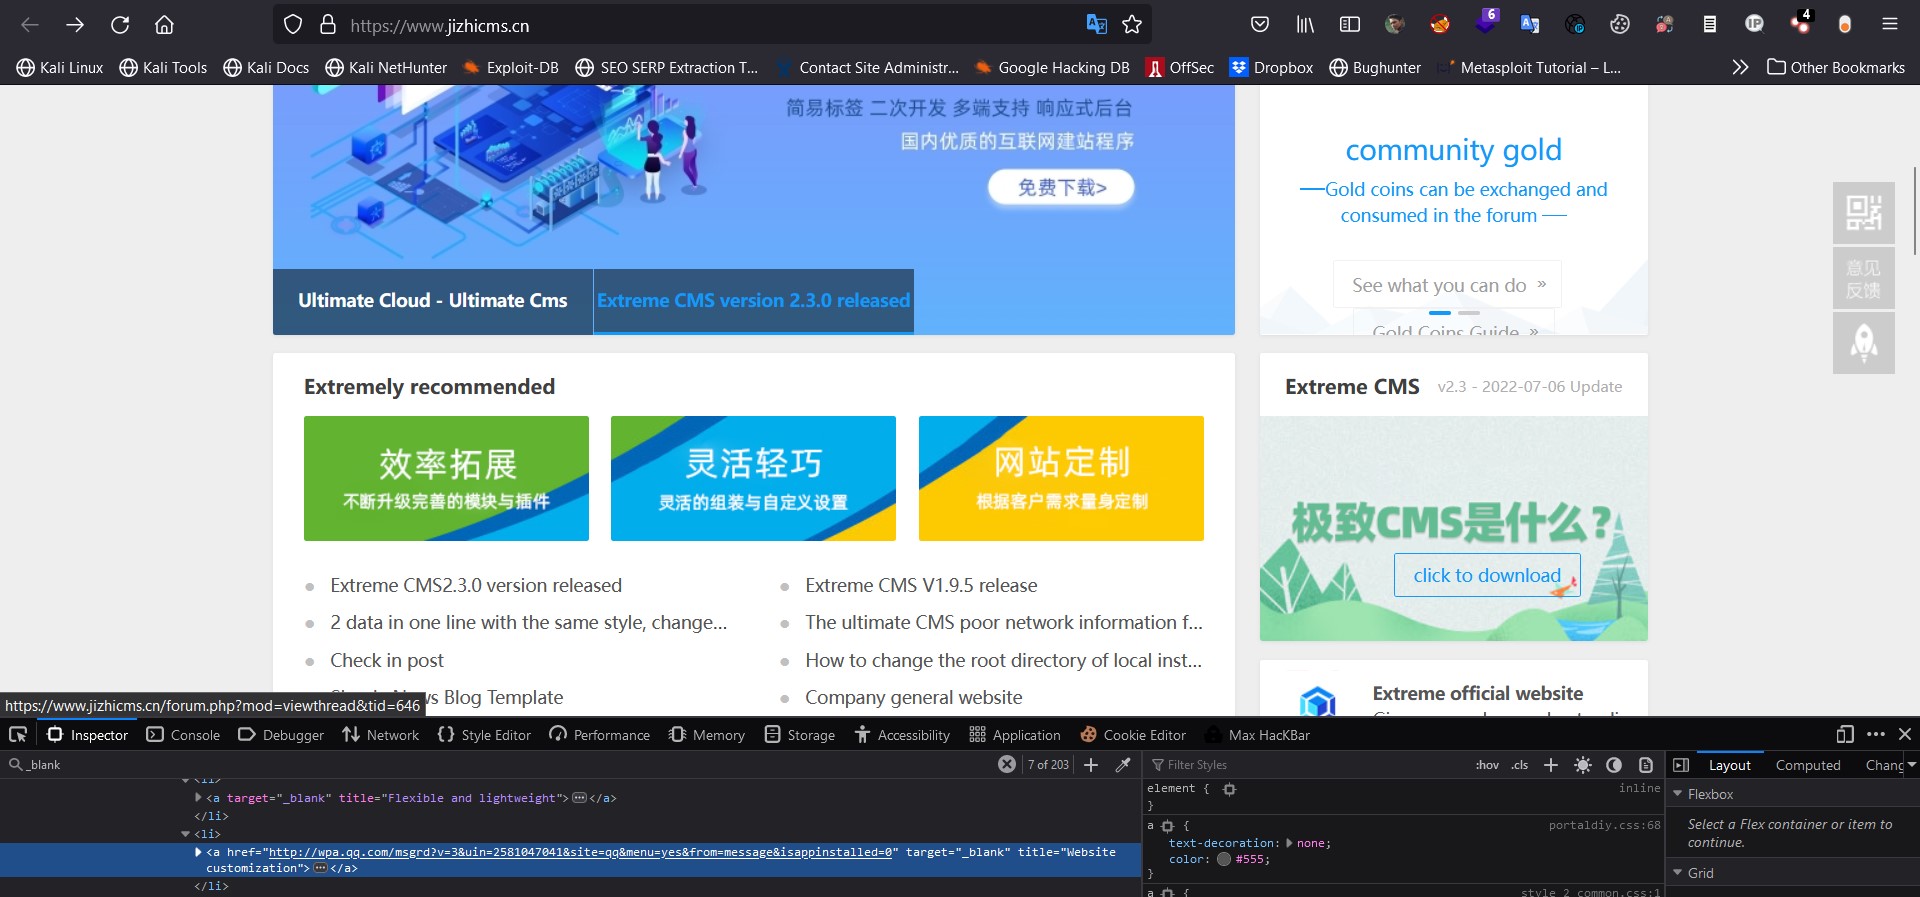 https://www.jizhicms.cn
6
4
Kali Linux Kali Tools Kali Docs Kali NetHunter Exploit-DB SEO SERP Extraction T... Contact Site Administr... Google Hacking DB OffSec Dropbox Bughunter Metasploit Tutorial – L... Other Bookmarks
简易标签 二次开发 多端支持 响应式后台
国内优质的互联网建站程序
免费下载>
Ultimate Cloud - Ultimate Cms
Extreme CMS version 2.3.0 released
community gold
Gold coins can be exchanged and
consumed in the forum
See what you can do »
Gold Coins Guide »
意见
反馈
Extremely recommended
效率拓展
不断升级完善的模块与插件
灵活轻巧
灵活的组装与自定义设置
网站定制
根据客户需求量身定制
Extreme CMS2.3.0 version released
2 data in one line with the same style, change...
Check in post
News Blog Template
Extreme CMS V1.9.5 release
The ultimate CMS poor network information f...
How to change the root directory of local inst...
Company general website
Extreme CMS v2.3 - 2022-07-06 Update
极致CMS是什么?
click to download
Extreme official website
https://www.jizhicms.cn/forum.php?mod=viewthread&tid=646
Inspector Console Debugger Network Style Editor Performance Memory Storage Accessibility Application Cookie Editor Max HacKBar
_blank 7 of 203
<li>
<a target="_blank" title="Flexible and lightweight"></a>
</li>
<li>
<a href="http://wpa.qq.com/msgrd?v=3&uin=2581047041&site=qq&menu=yes&from=message&isappinstalled=0" target="_blank" title="Website
customization"></a>
</li>
Filter Styles :hov .cls
element { inline
}
a { portaldiy.css:68
text-decoration: none;
color: #555;
}
a { style_2_common.css:1
Layout Computed Chang
Flexbox
Select a Flex container or item to
continue.
Grid